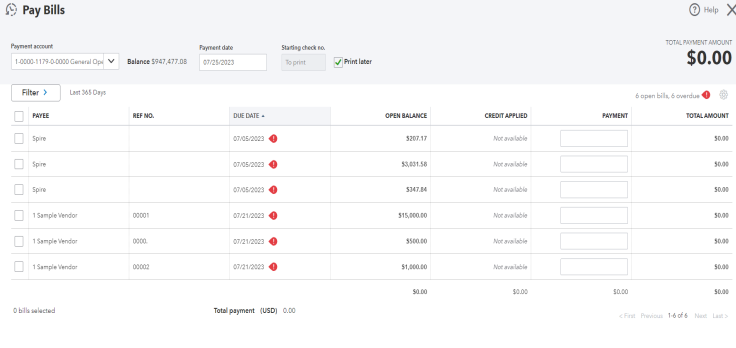 Pay Bills
Help
Payment account
1-0000-1179-0-0000 General Ope
Balance $947,477.08
Payment date
07/25/2023
Starting check no.
To print
Print later
TOTAL PAYMENT AMOUNT
$0.00
Filter >
Last 365 Days
6 open bills, 6 overdue
PAYEE REF NO. DUE DATE OPEN BALANCE CREDIT APPLIED PAYMENT TOTAL AMOUNT
Spire 07/05/2023 $207.17 Not available $0.00
Spire 07/05/2023 $3,031.58 Not available $0.00
Spire 07/05/2023 $347.84 Not available $0.00
1 Sample Vendor 00001 07/21/2023 $15,000.00 Not available $0.00
1 Sample Vendor 0000. 07/21/2023 $500.00 Not available $0.00
1 Sample Vendor 00002 07/21/2023 $1,000.00 Not available $0.00
$0.00 $0.00 $0.00 $0.00
0 bills selected
Total payment (USD) 0.00
< First Previous 1-6 of 6 Next Last >